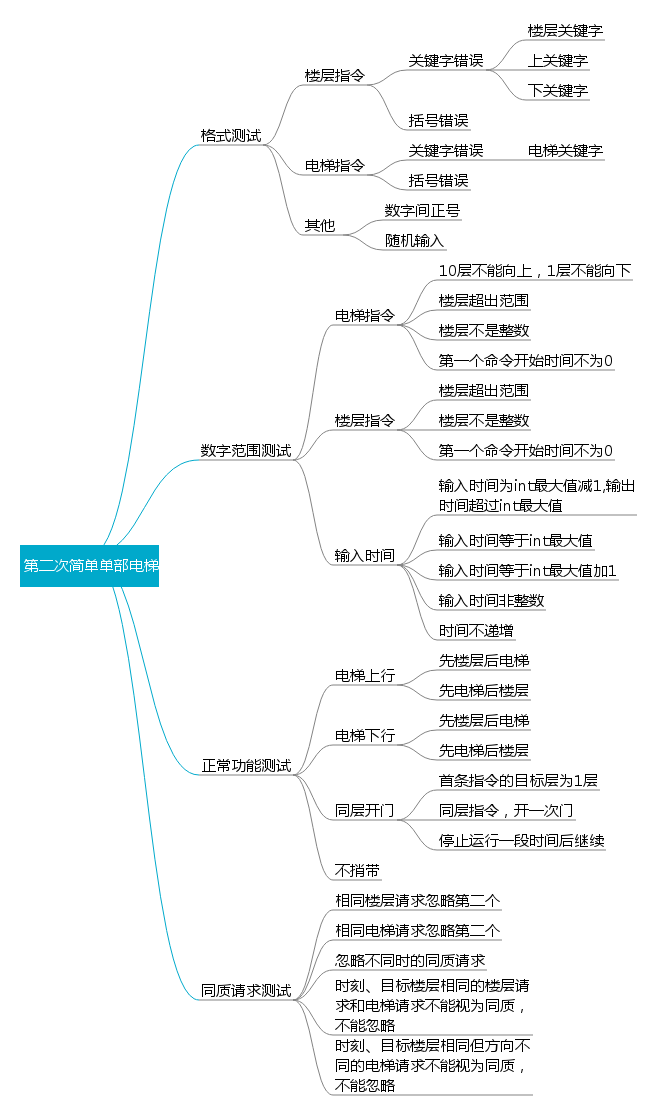 楼层关键字
关键字错误
上关键字
楼层指令
下关键字
括号错误
格式测试
关键字错误
电梯关键字
电梯指令
括号错误
数字间正号
其他
随机输入
10层不能向上，1层不能向下
楼层超出范围
电梯指令
楼层不是整数
第一个命令开始时间不为0
楼层超出范围
楼层指令
楼层不是整数
数字范围测试
第一个命令开始时间不为0
输入时间为int最大值减1,输出
时间超过int最大值
输入时间等于int最大值
输入时间
第二次简单单部电梯
输入时间等于int最大值加1
输入时间非整数
时间不递增
先楼层后电梯
电梯上行
先电梯后楼层
先楼层后电梯
电梯下行
先电梯后楼层
正常功能测试
首条指令的目标层为1层
同层开门
同层指令，开一次门
停止运行一段时间后继续
不捎带
相同楼层请求忽略第二个
相同电梯请求忽略第二个
忽略不同时的同质请求
同质请求测试
时刻、目标楼层相同的楼层请
求和电梯请求不能视为同质，
不能忽略
时刻、目标楼层相同但方向不
同的电梯请求不能视为同质，
不能忽略